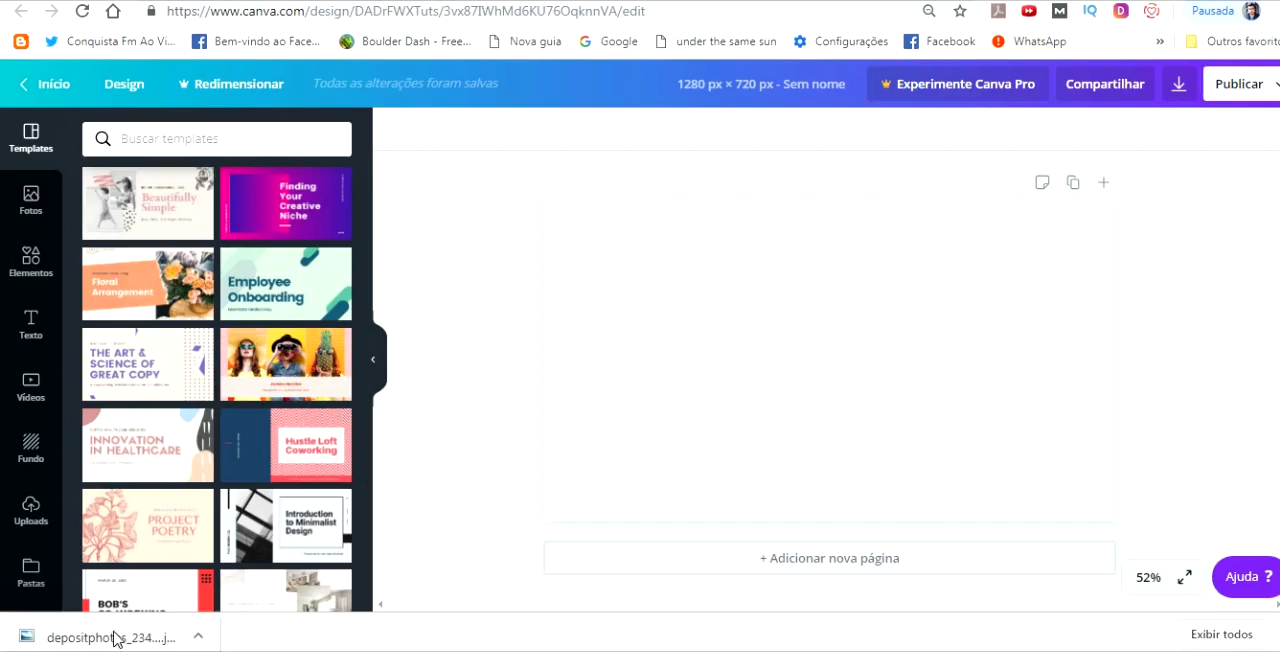 https://www.canva.com/design/DADrFWXTuts/3vx87IWhMd6KU76OqknnVA/edit
M
IQ
D
Pausada
Conquista Fm Ao Vi...
Bem-vindo ao Face...
Boulder Dash - Free...
Nova guia
Google
under the same sun
Configurações
Facebook
WhatsApp
»
Outros favorito
Início
Design
Redimensionar
Todas as alterações foram salvas
1280 px × 720 px - Sem nome
Experimente Canva Pro
Compartilhar
Publicar
Templates
Fotos
Elementos
Texto
Vídeos
Fundo
Uploads
Pastas
Buscar templates
Beautifully
Simple
Finding
Your
Creative
Niche
Floral
Arrangement
Employee
Onboarding
THE ART &
SCIENCE OF
GREAT COPY
INNOVATION
IN HEALTHCARE
Hustle Loft
Coworking
PROJECT
POETRY
Introduction
to Minimalist
Design
BOB'S
+ Adicionar nova página
52%
Ajuda ?
depositphotos_234....j...
Exibir todos